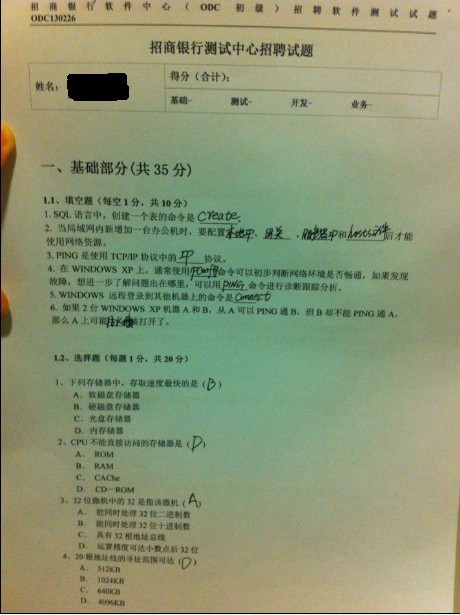 招商银行软件中心（ODC 初级）招聘软件测试试题
ODC130226
招商银行测试中心招聘试题
姓名： 得分（合计）：
基础- 测试- 开发- 业务-
一、基础部分(共 35 分)
1.1、填空题（每空 1 分，共 10 分）
1. SQL 语言中，创建一个表的命令是 Create.
2. 当局域网内新增加一台办公机时，要配置 本地IP、网关、 和 hosts文件 后才能
使用网络资源。
3. PING 是使用 TCP/IP 协议中的 IP 协议。
4. 在 WINDOWS XP 上，通常使用 命令可以初步判断网络环境是否畅通，如果发现
故障，想进一步了解问题出在哪里，可以用 PING 命令进行诊断跟踪分析。
5. WINDOWS 远程登录到其他机器上的命令是 Connect
6. 如果 2 台 WINDOWS XP 机器 A 和 B，从 A 可以 PING 通 B，但 B 却不能 PING 通 A，
那么 A 上可能 被打开了。
1.2、选择题（每题 1 分，共 20 分）
1、下列存储器中，存取速度最快的是（B）
A、软磁盘存储器
B、硬磁盘存储器
C、光盘存储器
D、内存储器
2、CPU 不能直接访问的存储器是（D）
A、 ROM
B、 RAM
C、 CAChe
D、 CD—ROM
3、32 位微机中的 32 是指该微机（A）
A、 能同时处理 32 位二进制数
B、 能同时处理 32 位十进制数
C、 具有 32 根地址总线
D、 运算精度可达小数点后 32 位
4、20 根地址线的寻址范围可达（D）
A、 512KB
B、 1024KB
C、 640KB
D、 4096KB